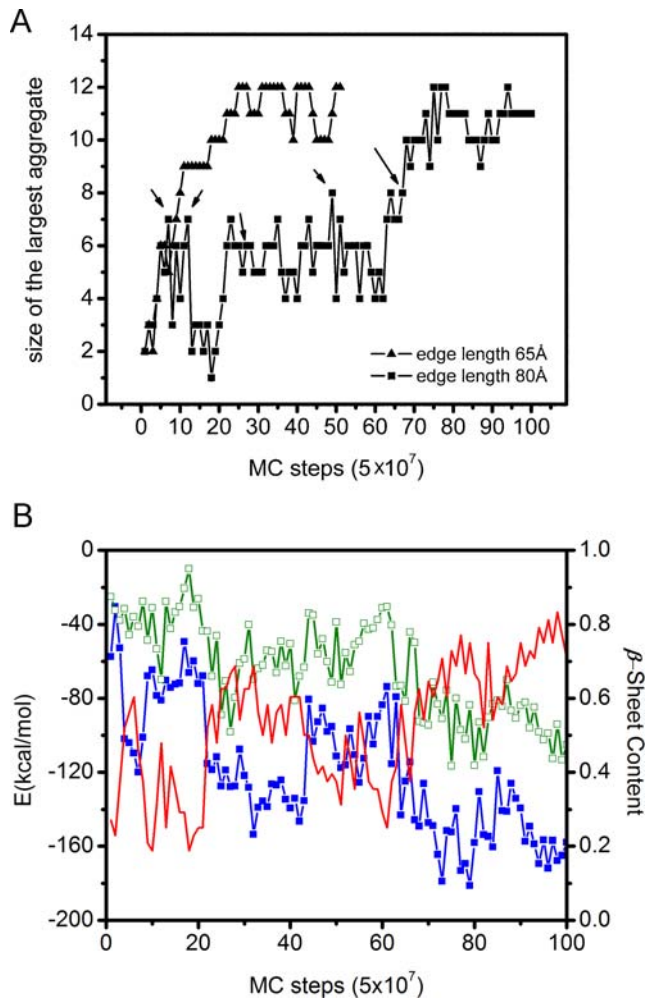 A
size of the largest aggregate
14
12
10
8
6
4
2
0
edge length 65Å
edge length 80Å
0 10 20 30 40 50 60 70 80 90 100
MC steps (5×10⁷)
B
E(kcal/mol)
0
-40
-80
-120
-160
-200
1.0
0.8
0.6
0.4
0.2
0.0
β-Sheet Content
0 20 40 60 80 100
MC steps (5x10⁷)